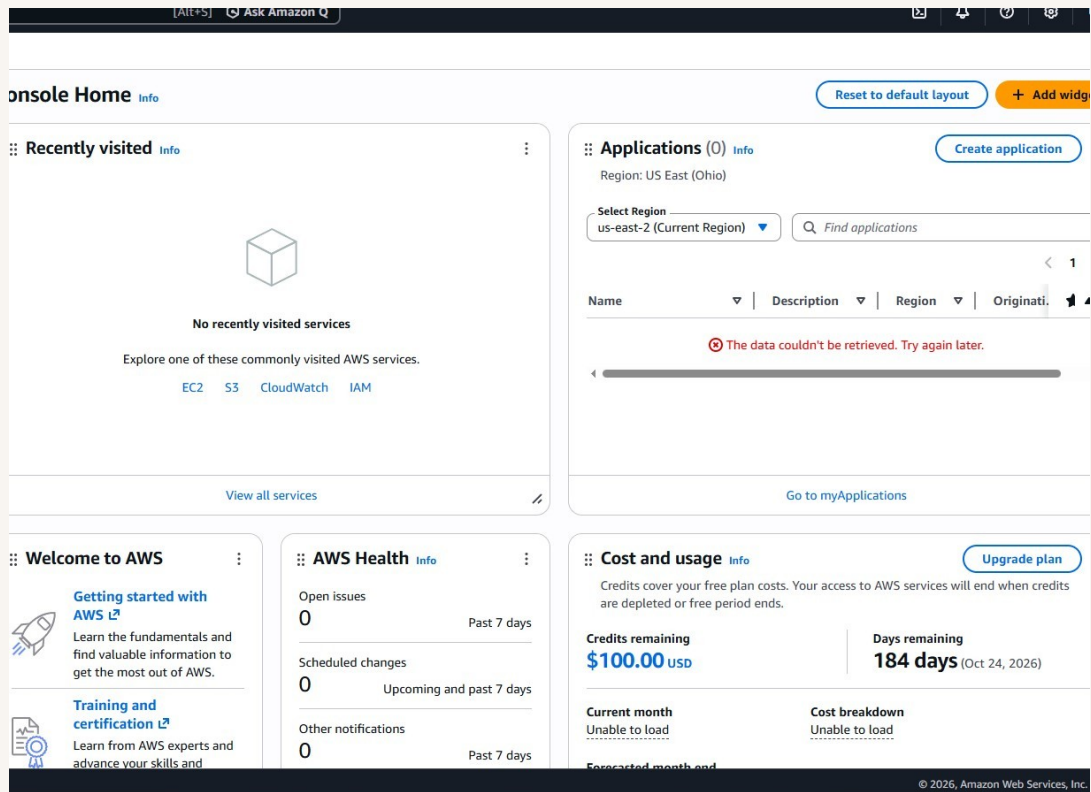 [Alt+S] Ask Amazon Q
onsole Home Info
Reset to default layout
+ Add widg
Recently visited Info
No recently visited services
Explore one of these commonly visited AWS services.
EC2 S3 CloudWatch IAM
View all services
Applications (0) Info
Create application
Region: US East (Ohio)
Select Region
us-east-2 (Current Region)
Find applications
1
Name Description Region Originati.
The data couldn't be retrieved. Try again later.
Go to myApplications
Welcome to AWS
Getting started with
AWS
Learn the fundamentals and
find valuable information to
get the most out of AWS.
Training and
certification
Learn from AWS experts and
advance your skills and
AWS Health Info
Open issues
0 Past 7 days
Scheduled changes
0 Upcoming and past 7 days
Other notifications
0 Past 7 days
Cost and usage Info
Upgrade plan
Credits cover your free plan costs. Your access to AWS services will end when credits
are depleted or free period ends.
Credits remaining
$100.00 USD
Days remaining
184 days (Oct 24, 2026)
Current month
Unable to load
Cost breakdown
Unable to load
Forecasted month end
© 2026, Amazon Web Services, Inc.